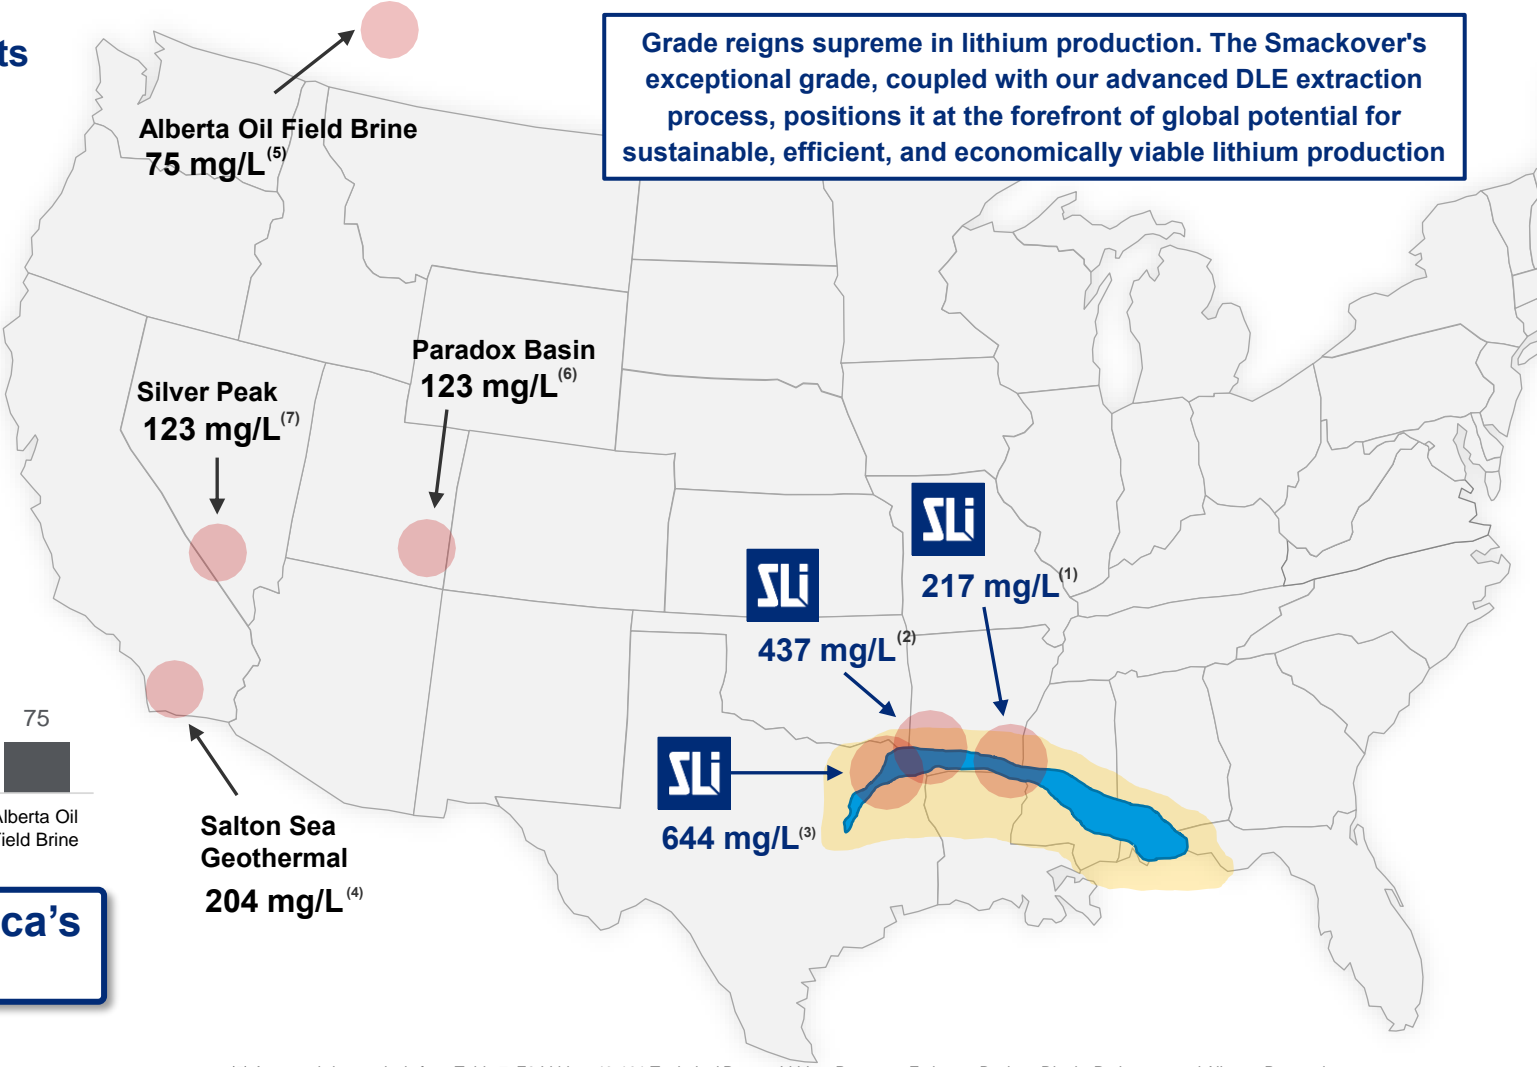 ts
Grade reigns supreme in lithium production. The Smackover's
exceptional grade, coupled with our advanced DLE extraction
process, positions it at the forefront of global potential for
sustainable, efficient, and economically viable lithium production
Alberta Oil Field Brine
75 mg/L(5)
Paradox Basin
123 mg/L(6)
Silver Peak
123 mg/L(7)
SLi
217 mg/L(1)
SLi
437 mg/L(2)
SLi
644 mg/L(3)
75
Alberta Oil
Field Brine
Salton Sea
Geothermal
204 mg/L(4)
ca's